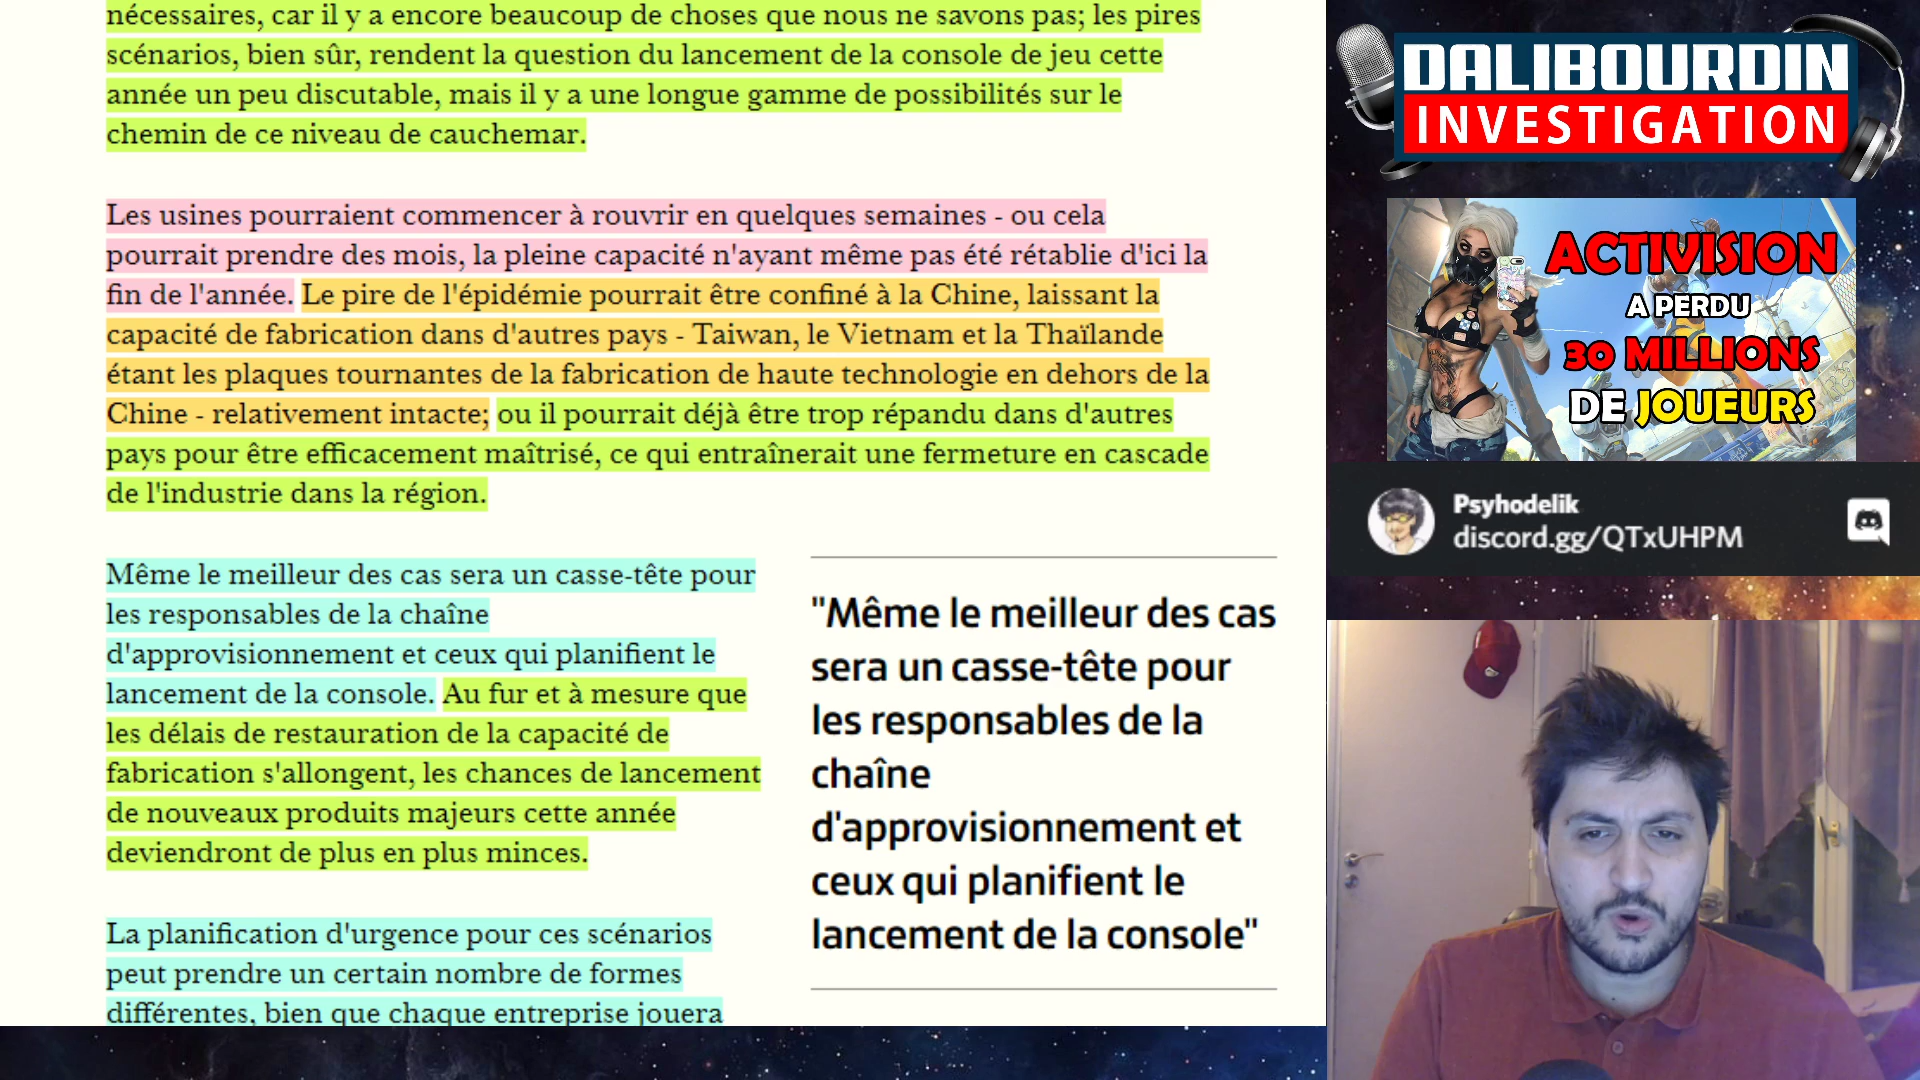 nécessaires, car il y a encore beaucoup de choses que nous ne savons pas; les pires
scénarios, bien sûr, rendent la question du lancement de la console de jeu cette
année un peu discutable, mais il y a une longue gamme de possibilités sur le
chemin de ce niveau de cauchemar.
Les usines pourraient commencer à rouvrir en quelques semaines - ou cela
pourrait prendre des mois, la pleine capacité n'ayant même pas été rétablie d'ici la
fin de l'année. Le pire de l'épidémie pourrait être confiné à la Chine, laissant la
capacité de fabrication dans d'autres pays - Taiwan, le Vietnam et la Thaïlande
étant les plaques tournantes de la fabrication de haute technologie en dehors de la
Chine - relativement intacte; ou il pourrait déjà être trop répandu dans d'autres
pays pour être efficacement maîtrisé, ce qui entraînerait une fermeture en cascade
de l'industrie dans la région.
Même le meilleur des cas sera un casse-tête pour
les responsables de la chaîne
d'approvisionnement et ceux qui planifient le
lancement de la console. Au fur et à mesure que
les délais de restauration de la capacité de
fabrication s'allongent, les chances de lancement
de nouveaux produits majeurs cette année
deviendront de plus en plus minces.
La planification d'urgence pour ces scénarios
peut prendre un certain nombre de formes
différentes, bien que chaque entreprise jouera
"Même le meilleur des cas
sera un casse-tête pour
les responsables de la
chaîne
d'approvisionnement et
ceux qui planifient le
lancement de la console"
DALIBOURDIN
INVESTIGATION
ACTIVISION
A PERDU
30 MILLIONS
DE JOUEURS
Psyhodelik
discord.gg/QTxUHPM